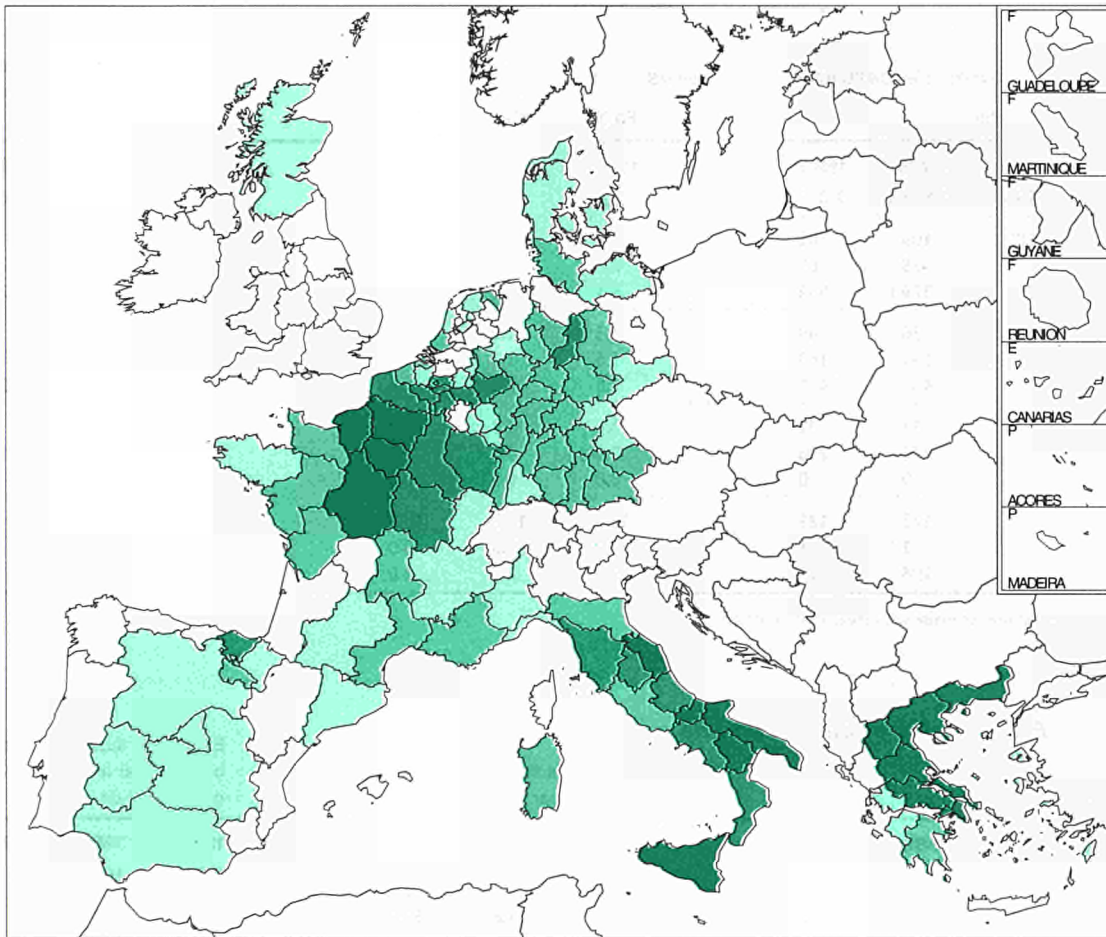 F
GUADELOUPE
F
MARTINIQUE
F
GUYANE
F
REUNION
E
CANARIAS
P
ACORES
P
MADEIRA